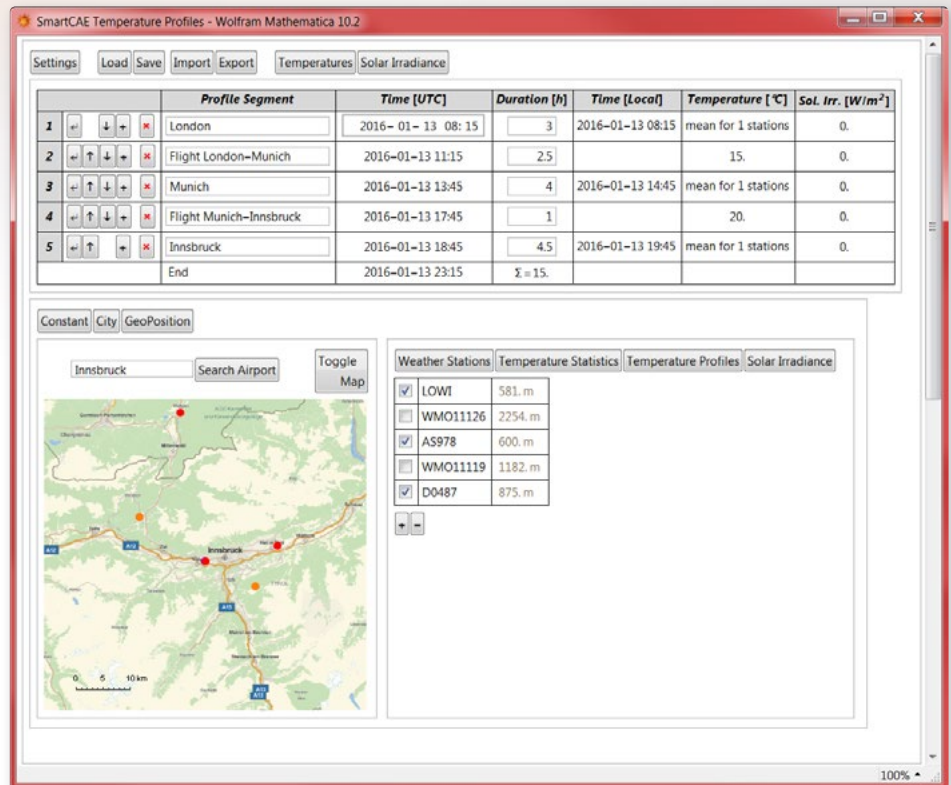 SmartCAE Temperature Profiles - Wolfram Mathematica 10.2
Settings Load Save Import Export Temperatures Solar Irradiance
Profile Segment Time [UTC] Duration [h] Time [Local] Temperature [°C] Sol. Irr. [W/m²]
1 London 2016- 01- 13 08: 15 3 2016-01-13 08:15 mean for 1 stations 0.
2 Flight London-Munich 2016-01-13 11:15 2.5 15. 0.
3 Munich 2016-01-13 13:45 4 2016-01-13 14:45 mean for 1 stations 0.
4 Flight Munich-Innsbruck 2016-01-13 17:45 1 20. 0.
5 Innsbruck 2016-01-13 18:45 4.5 2016-01-13 19:45 mean for 1 stations 0.
End 2016-01-13 23:15 Σ = 15.
Constant City GeoPosition
Innsbruck Search Airport Toggle Map
Weather Stations Temperature Statistics Temperature Profiles Solar Irradiance
LOWI 581. m
WMO11126 2254. m
AS978 600. m
WMO11119 1182. m
D0487 875. m
+ -
Innsbruck
A12
A12
A13
0 5 10 km
100%